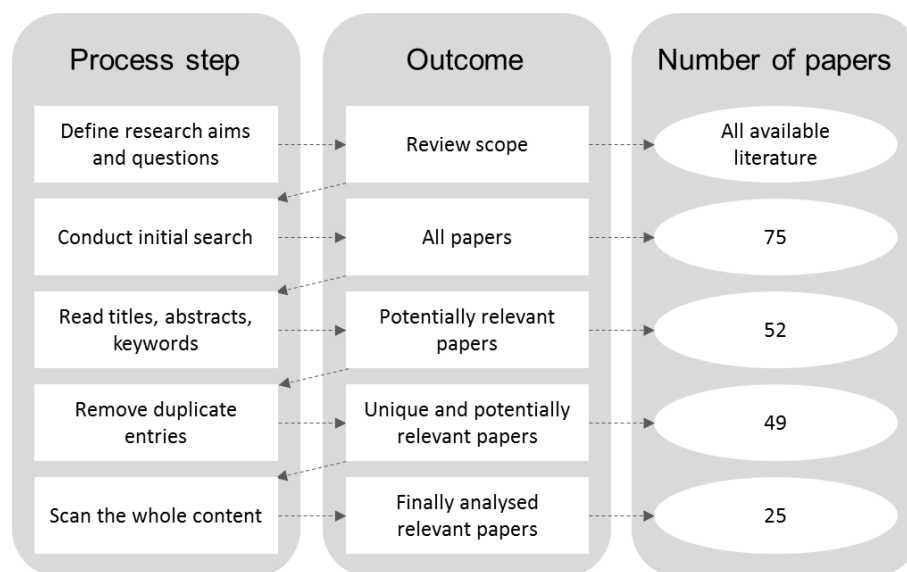 Process step
Outcome
Number of papers
Define research aims
and questions
Review scope
All available
literature
Conduct initial search
All papers
75
Read titles, abstracts,
keywords
Potentially relevant
papers
52
Remove duplicate
entries
Unique and potentially
relevant papers
49
Scan the whole content
Finally analysed
relevant papers
25